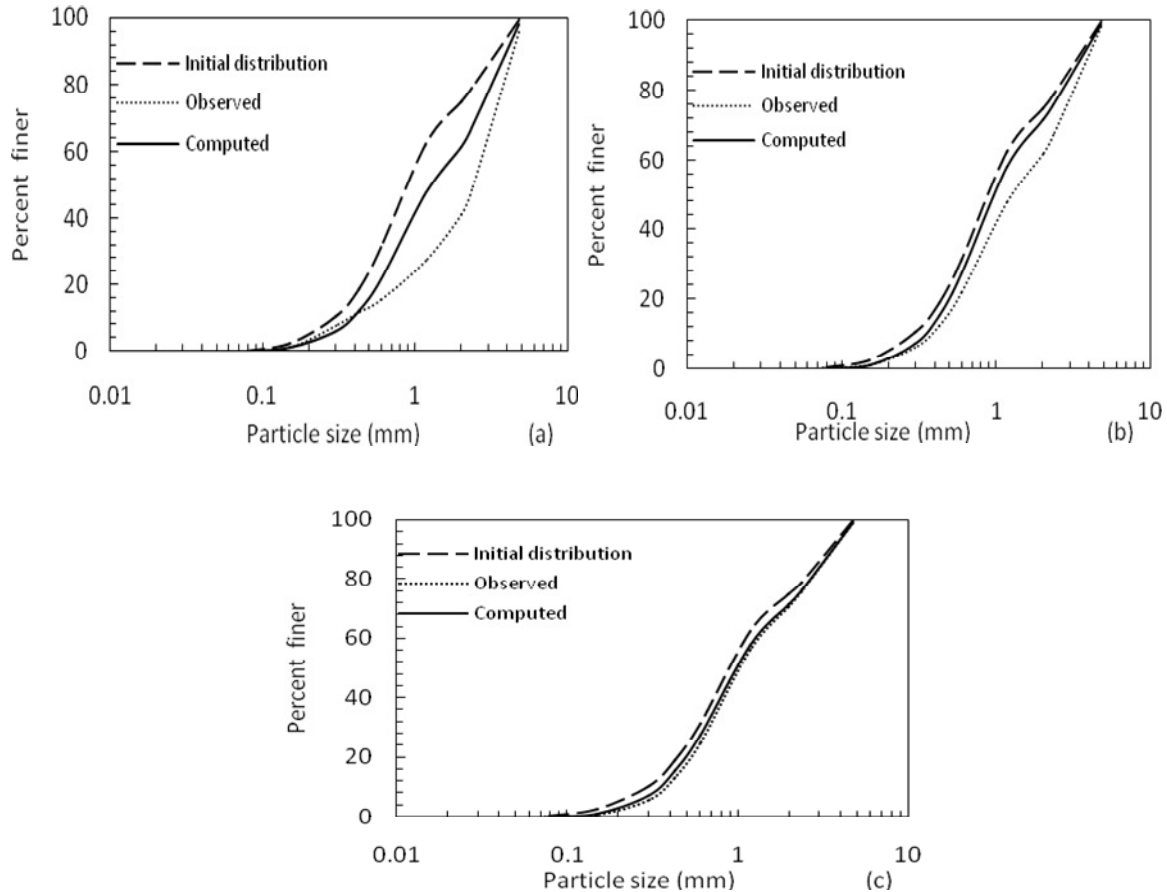 100
80
60
40
20
0
Percent finer
Initial distribution
Observed
Computed
0.01 0.1 1 10
Particle size (mm) (a)
100
80
60
40
20
0
Percent finer
Initial distribution
Observed
Computed
0.01 0.1 1 10
Particle size (mm) (b)
100
80
60
40
20
0
Percent finer
Initial distribution
Observed
Computed
0.01 0.1 1 10
Particle size (mm) (c)